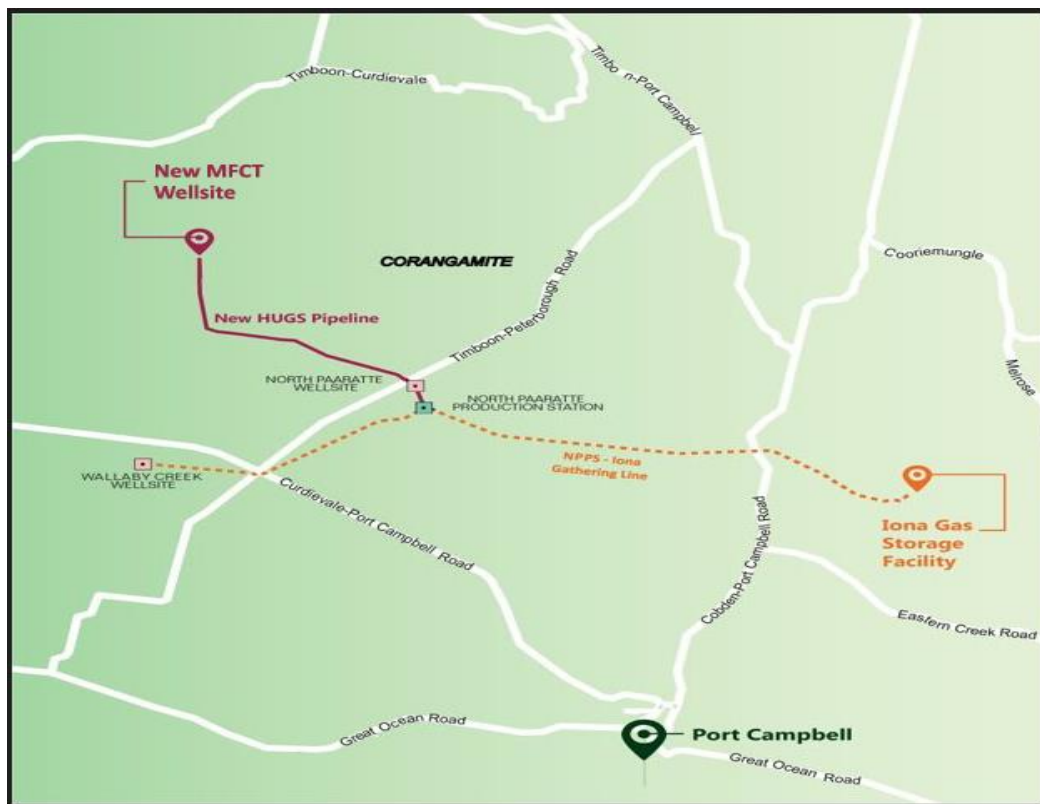 Timboon-Curdievale
Timbo n-Port Campbell
New MFCT
Wellsite
CORANGAMITE
Cooriemungle
New HUGS Pipeline
Timboon-Peterborough Road
Melrose
NORTH PAARATTE
WELLSITE
NORTH PAARATTE
PRODUCTION STATION
NPPS - Iona
Gathering Line
WALLABY CREEK
WELLSITE
Curdievale-Port Campbell Road
Iona Gas
Storage
Facility
Cobden-Port Campbell Road
Eastern Creek Road
Great Ocean Road
Port Campbell
Great Ocean Road